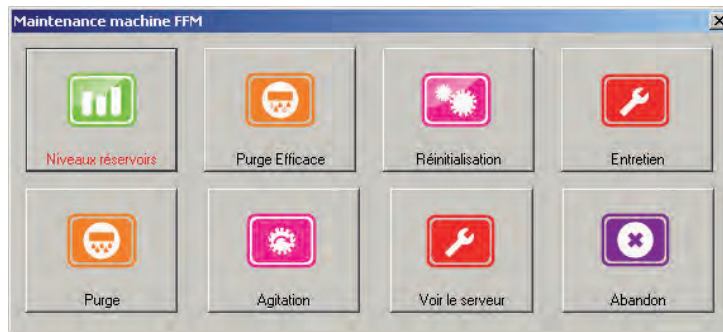 Maintenance machine FFM
Niveaux réservoirs
Purge Efficace
Réinitialisation
Entretien
Purge
Agitation
Voir le serveur
Abandon